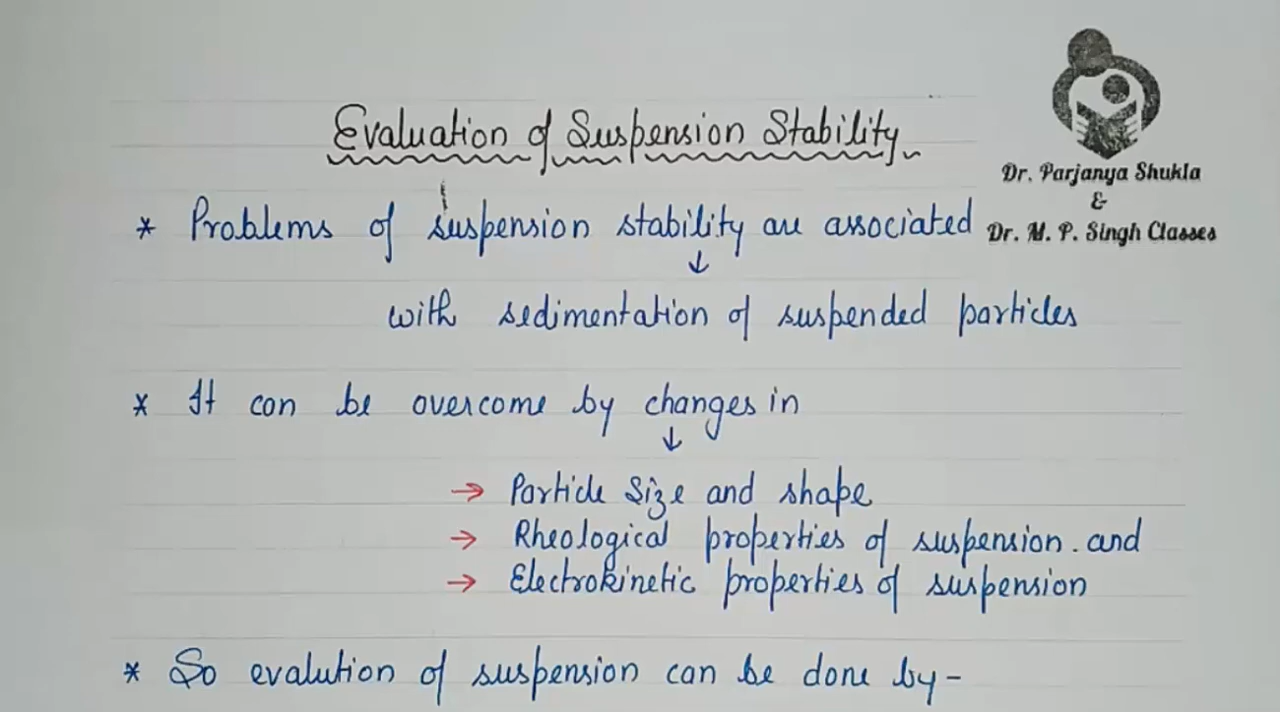 Evaluation of Suspension Stability
Dr. Parjanya Shukla
&
Dr. M. P. Singh Classes
* Problems of suspension stability are associated
↓
with sedimentation of suspended particles
* It can be overcome by changes in
↓
→ Particle Size and shape
→ Rheological properties of suspension. and
→ Electrokinetic properties of suspension
* So evalution of suspension can be done by-